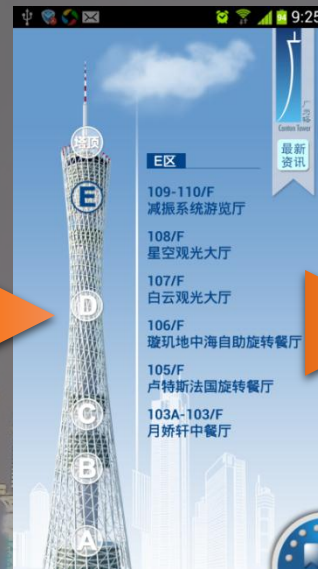 9:25
广州塔
Canton Tower
最新
资讯
塔顶
E区
E
109-110/F
减振系统游览厅
108/F
星空观光大厅
107/F
白云观光大厅
D
106/F
璇玑地中海自助旋转餐厅
105/F
卢特斯法国旋转餐厅
C
103A-103/F
月娇轩中餐厅
B
A